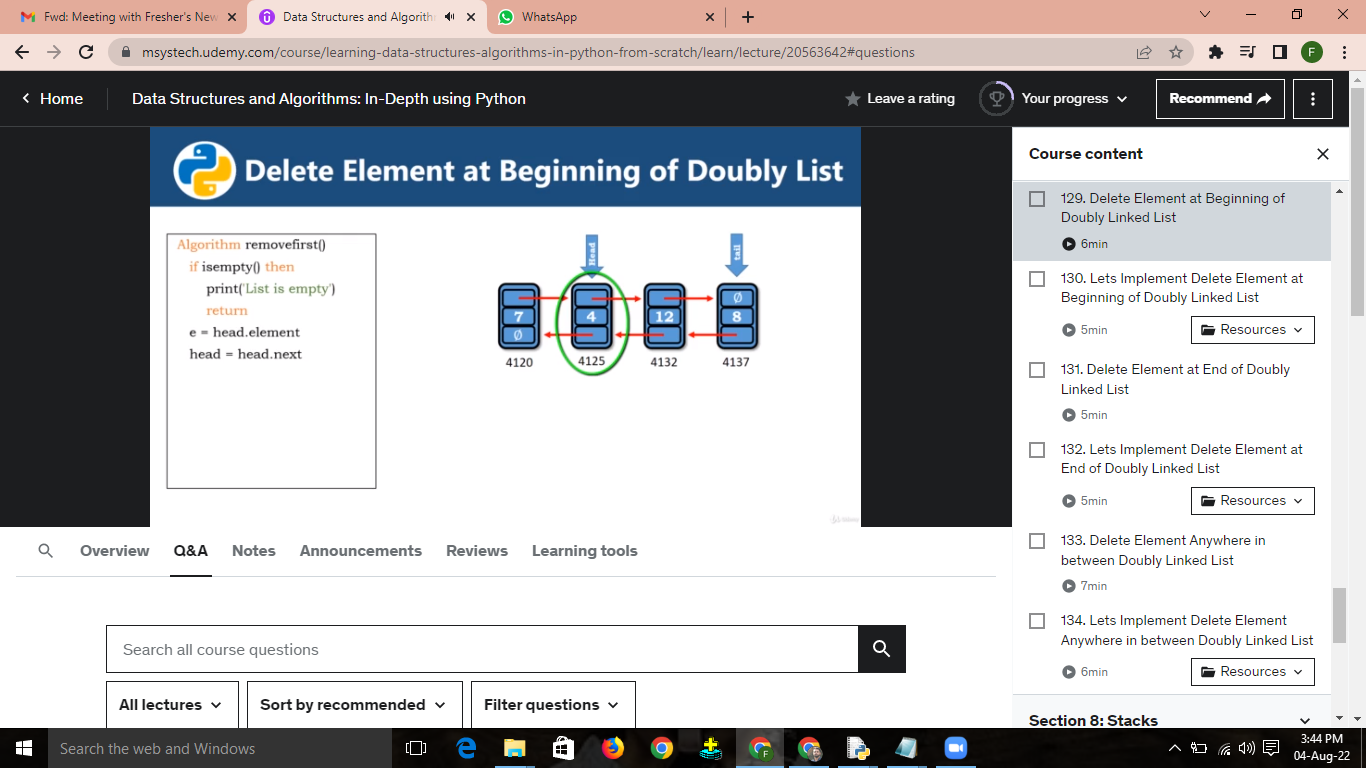 Fwd: Meeting with Fresher's New
Data Structures and Algorith
WhatsApp
msystech.udemy.com/course/learning-data-structures-algorithms-in-python-from-scratch/learn/lecture/20563642#questions
F
Home
Data Structures and Algorithms: In-Depth using Python
Leave a rating
Your progress
Recommend
Delete Element at Beginning of Doubly List
Algorithm removefirst()
if isempty() then
print('List is empty')
return
e = head.element
head = head.next
Head
tail
Ø
7
4
12
8
Ø
4120
4125
4132
4137
Course content
129. Delete Element at Beginning of
Doubly Linked List
6min
130. Lets Implement Delete Element at
Beginning of Doubly Linked List
5min
Resources
131. Delete Element at End of Doubly
Linked List
5min
132. Lets Implement Delete Element at
End of Doubly Linked List
5min
Resources
133. Delete Element Anywhere in
between Doubly Linked List
7min
134. Lets Implement Delete Element
Anywhere in between Doubly Linked List
6min
Resources
Section 8: Stacks
Overview
Q&A
Notes
Announcements
Reviews
Learning tools
Search all course questions
All lectures
Sort by recommended
Filter questions
Search the web and Windows
F
3:44 PM
04-Aug-22